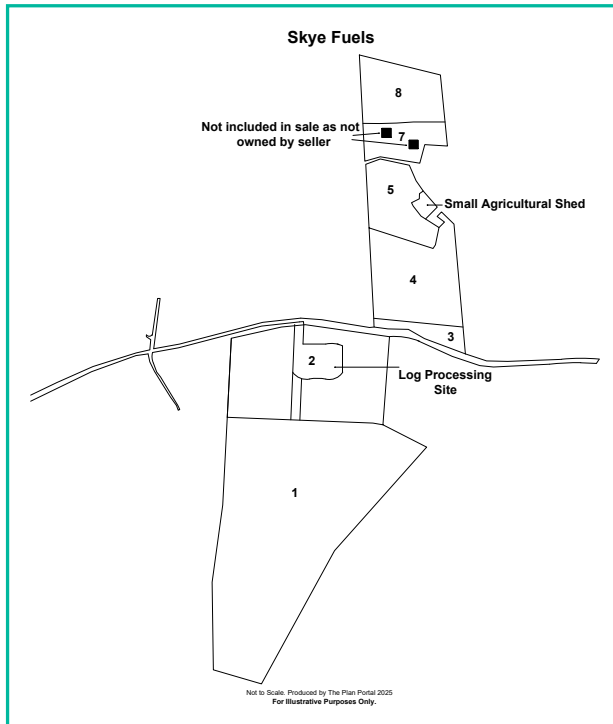 Skye Fuels
8
Not included in sale as not
owned by seller
7
5
Small Agricultural Shed
4
3
2
Log Processing
Site
1
Not to Scale. Produced by The Plan Portal 2025
For Illustrative Purposes Only.